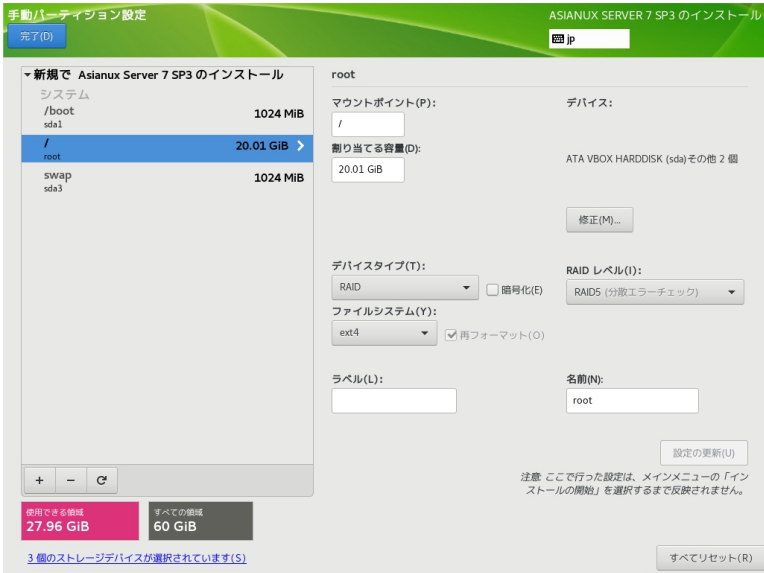 手動パーティション設定
ASIANUX SERVER 7 SP3 のインストール
完了(D)
jp
新規で Asianux Server 7 SP3 のインストール
システム
/boot
1024 MiB
sda1
/
20.01 GiB
root
swap
1024 MiB
sda3
root
マウントポイント(P):
デバイス:
/
割り当てる容量(D):
20.01 GiB
ATA VBOX HARDDISK (sda)その他 2 個
修正(M)...
デバイスタイプ(T):
RAID レベル(I):
RAID
暗号化(E)
RAID5 (分散エラーチェック)
ファイルシステム(Y):
ext4
再フォーマット(O)
ラベル(L):
名前(N):
root
設定の更新(U)
注意: ここで行った設定は、メインメニューの「イン
ストールの開始」を選択するまで反映されません。
+ −
使用できる領域
27.96 GiB
すべての領域
60 GiB
3 個のストレージデバイスが選択されています(S)
すべてリセット(R)